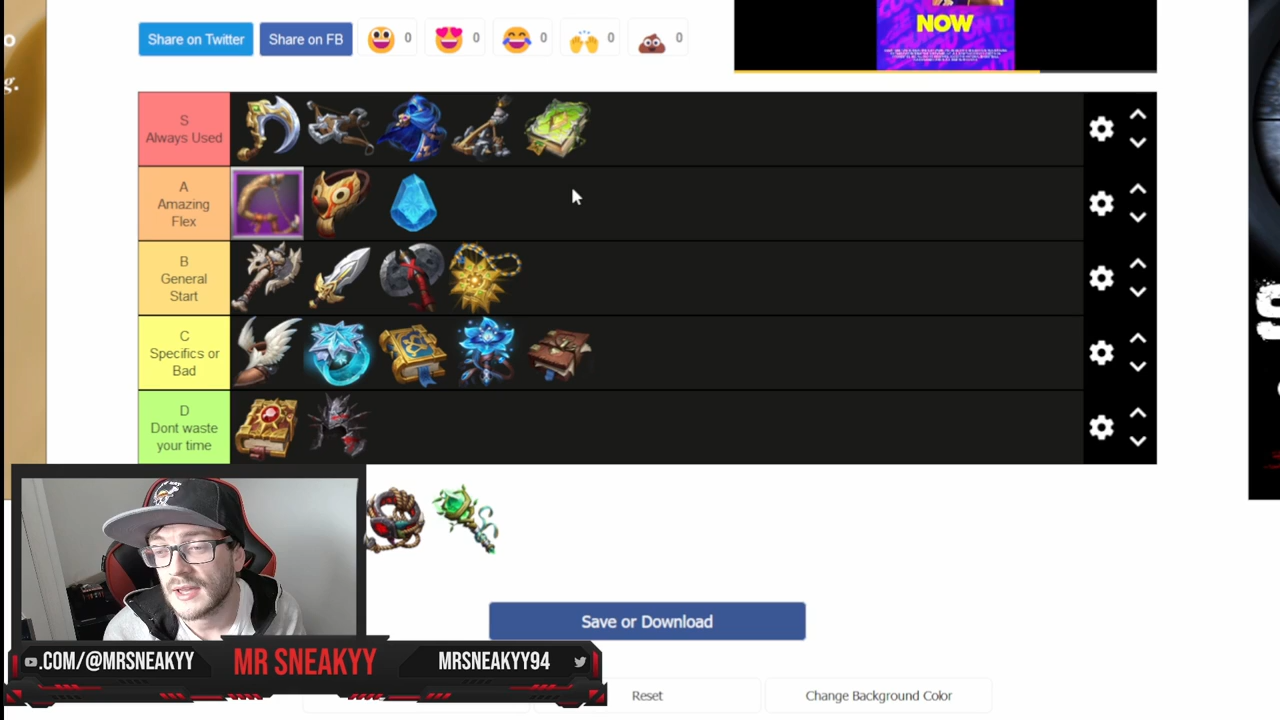 o
g.
Share on Twitter
Share on FB
0
0
0
0
0
NOW
S
Always Used
A
Amazing
Flex
B
General
Start
C
Specifics or
Bad
D
Dont waste
your time
Save or Download
.COM/@MRSNEAKYY
MR SNEAKYY
MRSNEAKYY94
Reset
Change Background Color